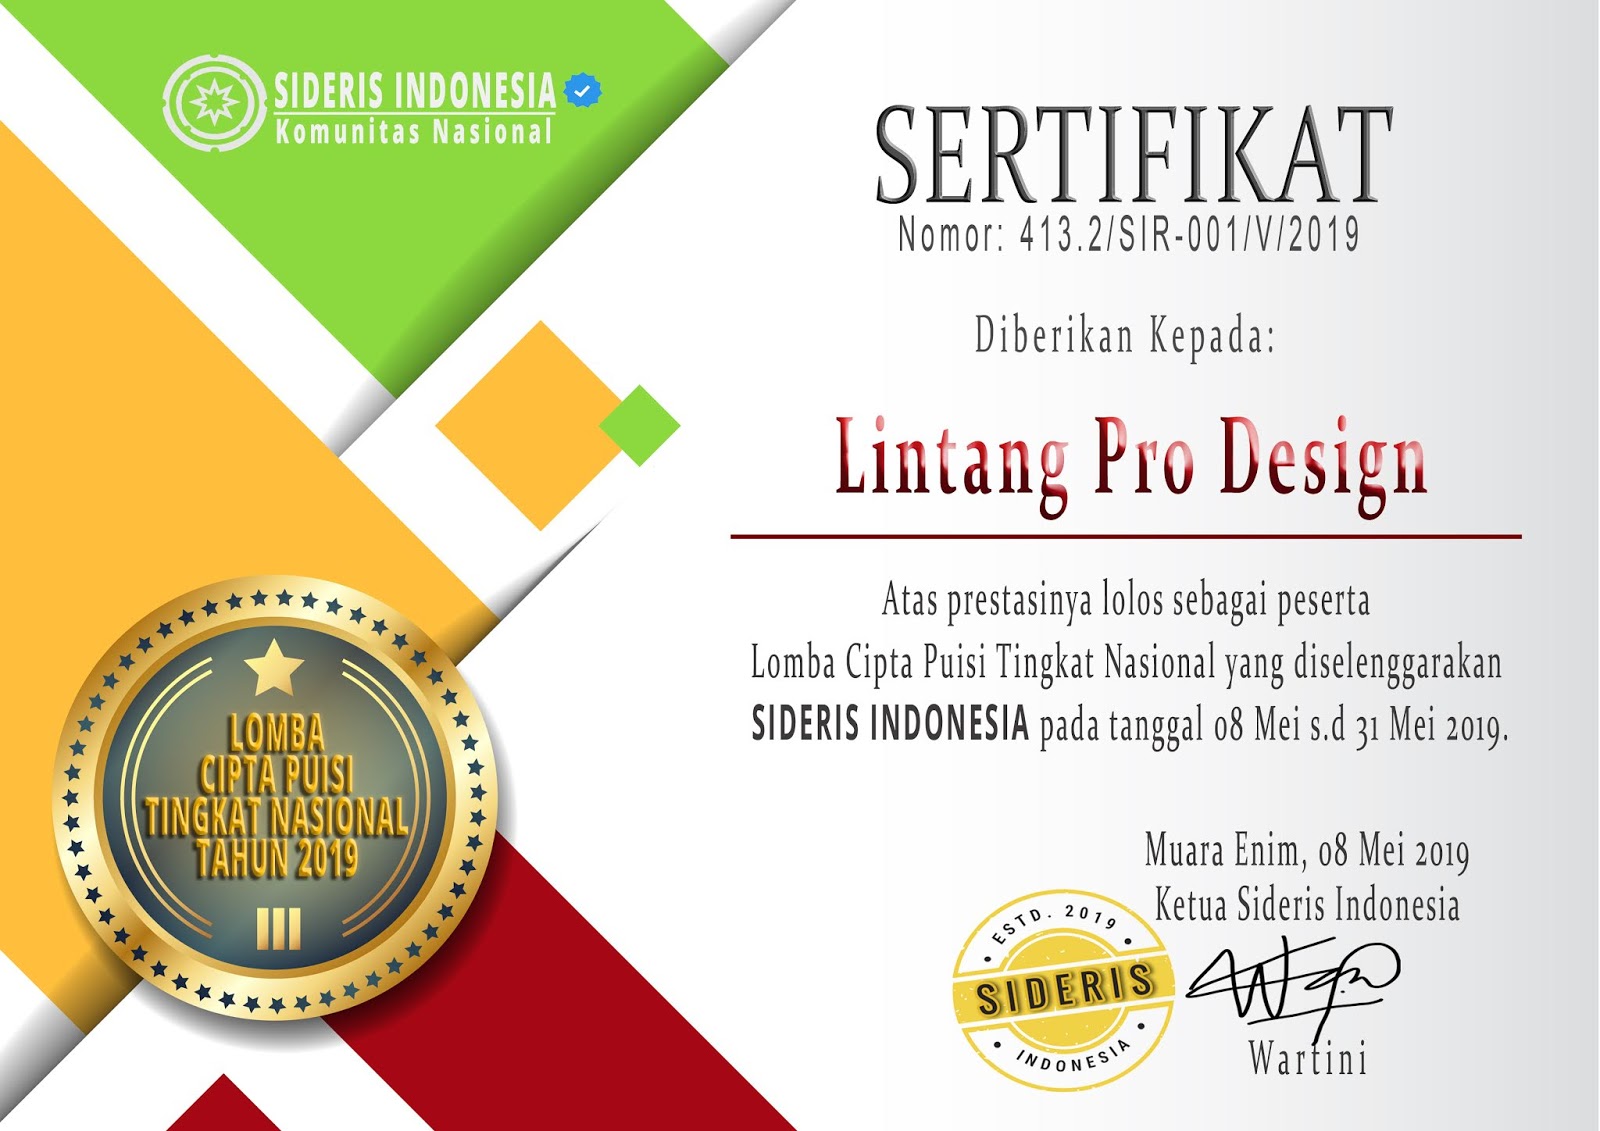 SIDERIS INDONESIA
Komunitas Nasional
SERTIFIKAT
Nomor: 413.2/SIR-001/V/2019
Diberikan Kepada:
Lintang Pro Design
Atas prestasinya lolos sebagai peserta
Lomba Cipta Puisi Tingkat Nasional yang diselenggarakan
SIDERIS INDONESIA pada tanggal 08 Mei s.d 31 Mei 2019.
LOMBA
CIPTA PUISI
TINGKAT NASIONAL
TAHUN 2019
III
Muara Enim, 08 Mei 2019
Ketua Sideris Indonesia
ESTD. 2019
SIDERIS
INDONESIA
Wartini